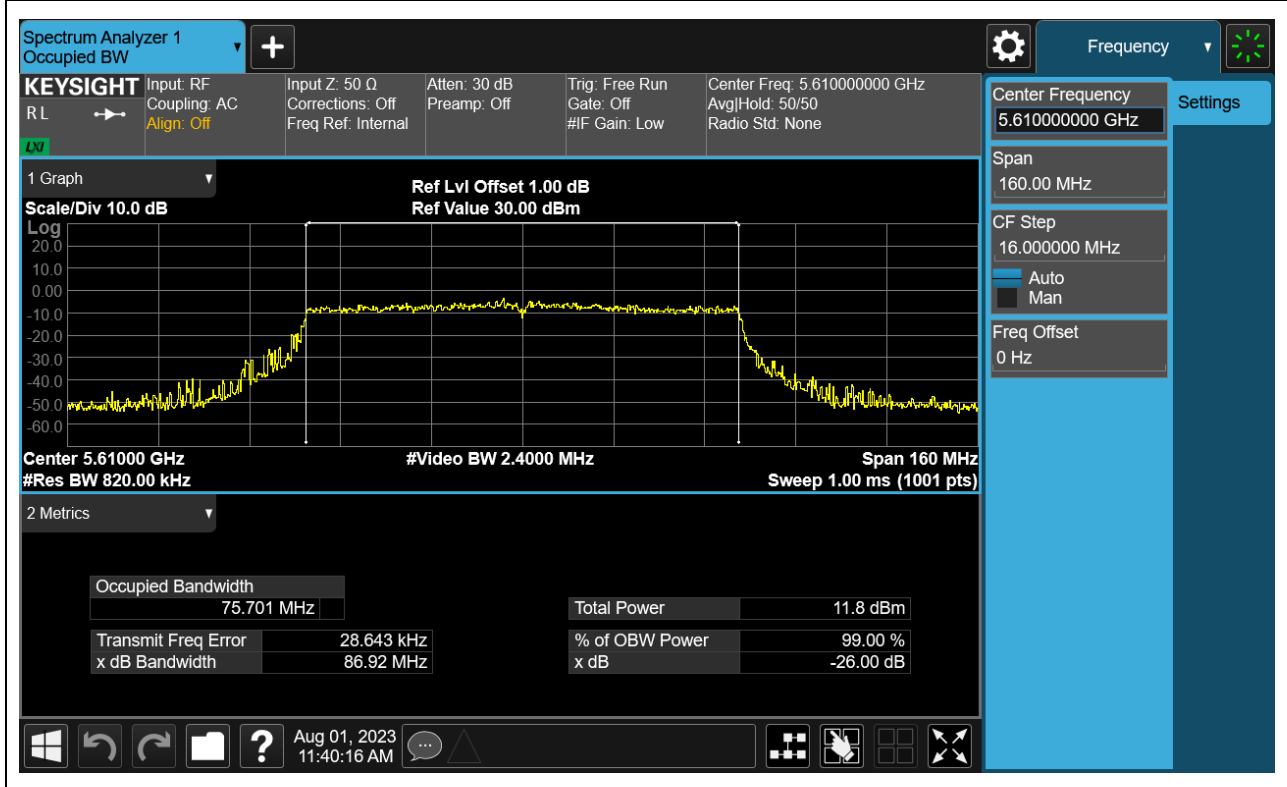 Spectrum Analyzer 1
Occupied BW
Frequency
KEYSIGHT
R L
LXI
Input: RF
Coupling: AC
Align: Off
Input Z: 50 Ω
Corrections: Off
Freq Ref: Internal
Atten: 30 dB
Preamp: Off
Trig: Free Run
Gate: Off
#IF Gain: Low
Center Freq: 5.610000000 GHz
Avg|Hold: 50/50
Radio Std: None
Center Frequency
5.610000000 GHz
Settings
Span
160.00 MHz
CF Step
16.000000 MHz
Auto
Man
Freq Offset
0 Hz
1 Graph
Scale/Div 10.0 dB
Ref Lvl Offset 1.00 dB
Ref Value 30.00 dBm
Log
20.0
10.0
0.00
-10.0
-20.0
-30.0
-40.0
-50.0
-60.0
Center 5.61000 GHz
#Video BW 2.4000 MHz
Span 160 MHz
#Res BW 820.00 kHz
Sweep 1.00 ms (1001 pts)
2 Metrics
Occupied Bandwidth
75.701 MHz
Total Power 11.8 dBm
Transmit Freq Error 28.643 kHz
% of OBW Power 99.00 %
x dB Bandwidth 86.92 MHz
x dB -26.00 dB
Aug 01, 2023
11:40:16 AM